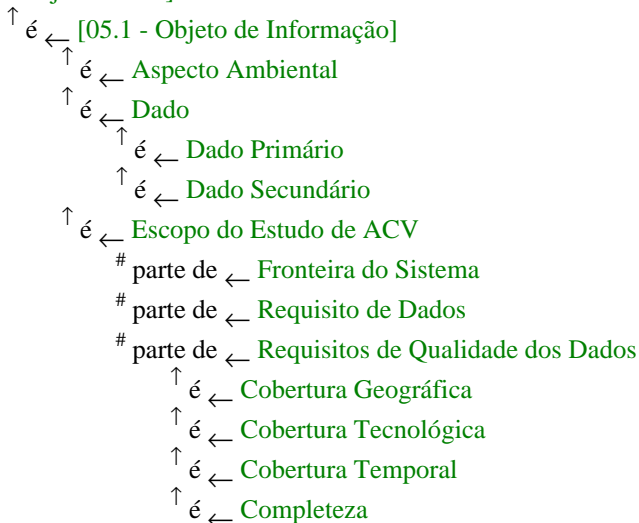 ↑ é ← [05.1 - Objeto de Informação]
↑ é ← Aspecto Ambiental
↑ é ← Dado
↑ é ← Dado Primário
↑ é ← Dado Secundário
↑ é ← Escopo do Estudo de ACV
# parte de ← Fronteira do Sistema
# parte de ← Requisito de Dados
# parte de ← Requisitos de Qualidade dos Dados
↑ é ← Cobertura Geográfica
↑ é ← Cobertura Tecnológica
↑ é ← Cobertura Temporal
↑ é ← Completeza